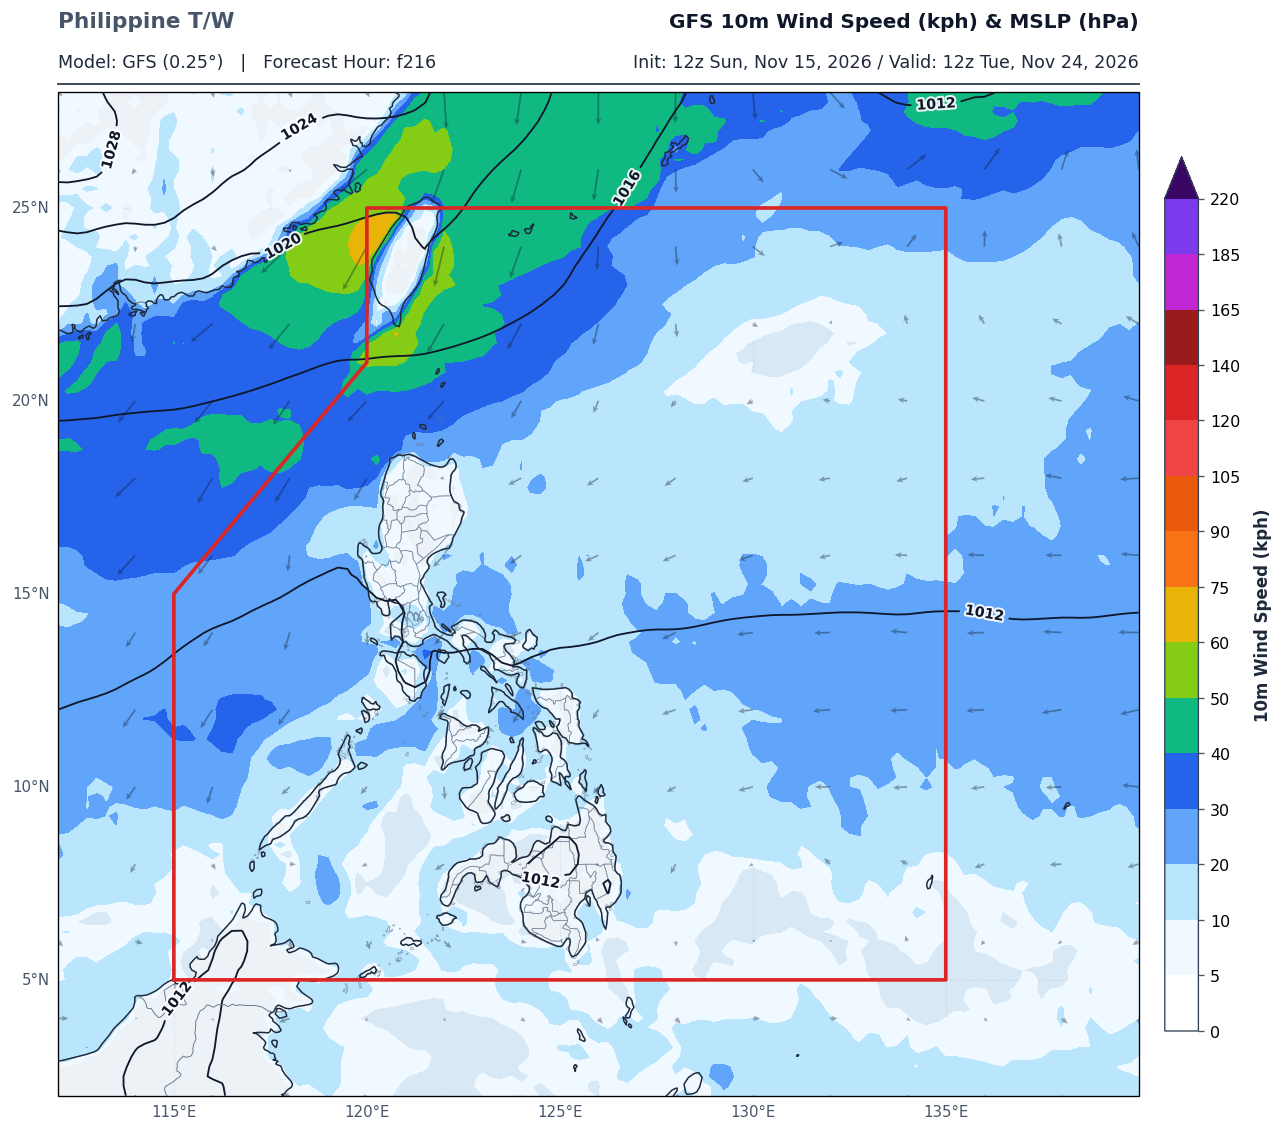 Philippine T/W
GFS 10m Wind Speed (kph) & MSLP (hPa)
Model: GFS (0.25°) | Forecast Hour: f216
Init: 12z Sun, Nov 15, 2026 / Valid: 12z Tue, Nov 24, 2026
1012
1024
1028
1016
1020
1012
1012
1012
25°N
20°N
15°N
10°N
5°N
115°E
120°E
125°E
130°E
135°E
220
185
165
140
120
105
90
75
60
50
40
30
20
10
5
0
10m Wind Speed (kph)